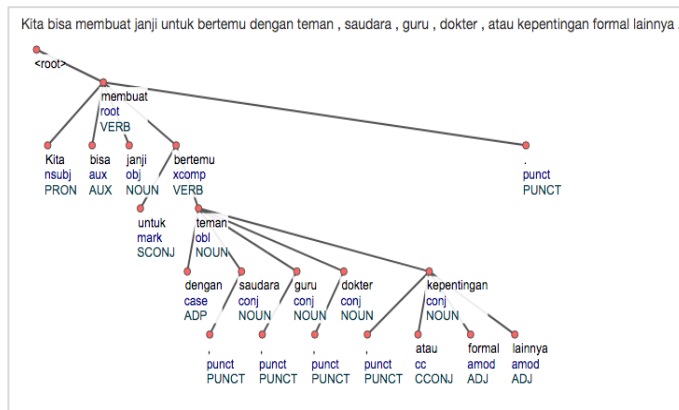 Kita bisa membuat janji untuk bertemu dengan teman , saudara , guru , dokter , atau kepentingan formal lainnya .
<root>
membuat
root
VERB
Kita bisa janji bertemu .
nsubj aux obj xcomp punct
PRON AUX NOUN VERB PUNCT
untuk teman
mark obl
SCONJ NOUN
dengan saudara guru dokter kepentingan
case conj conj conj conj
ADP NOUN NOUN NOUN NOUN
, , , , atau formal lainnya
punct punct punct punct cc amod amod
PUNCT PUNCT PUNCT PUNCT CCONJ ADJ ADJ